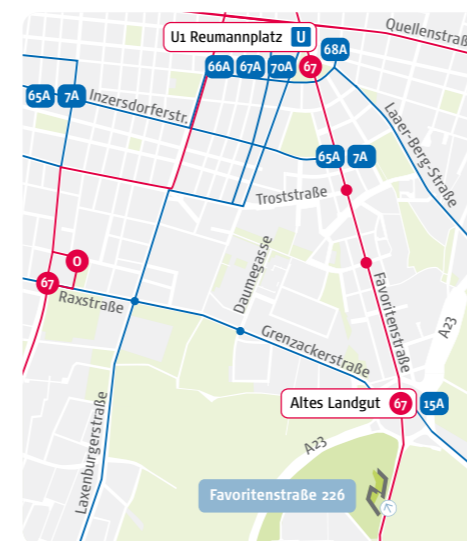 Quellenstraß
U1 Reumannplatz U
68A
66A 67A 70A 67
65A 7A
Inzersdorferstr.
Laaer-Berg-Straße
65A 7A
Troststraße
O
Daumegasse
67
Raxstraße
Favoritenstraße
Grenzackerstraße
A23
Altes Landgut 67 15A
Laxenburgerstraße
A23
Favoritenstraße 226